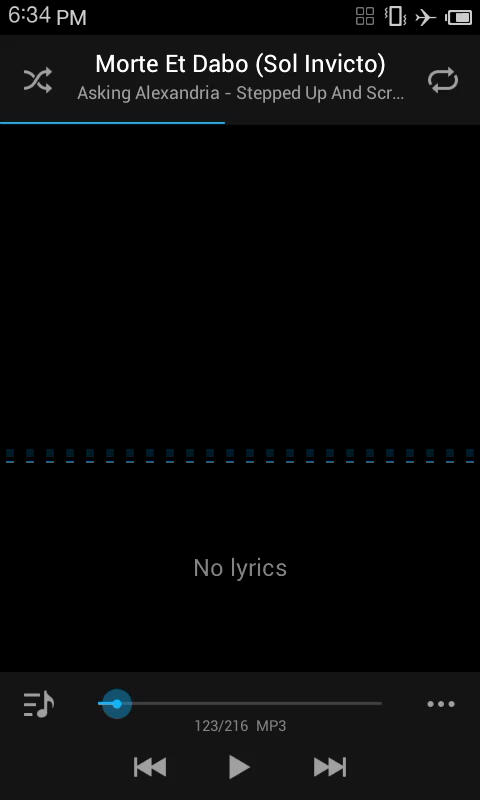 6:34 PM
Morte Et Dabo (Sol Invicto)
Asking Alexandria - Stepped Up And Scr...
No lyrics
123/216 MP3